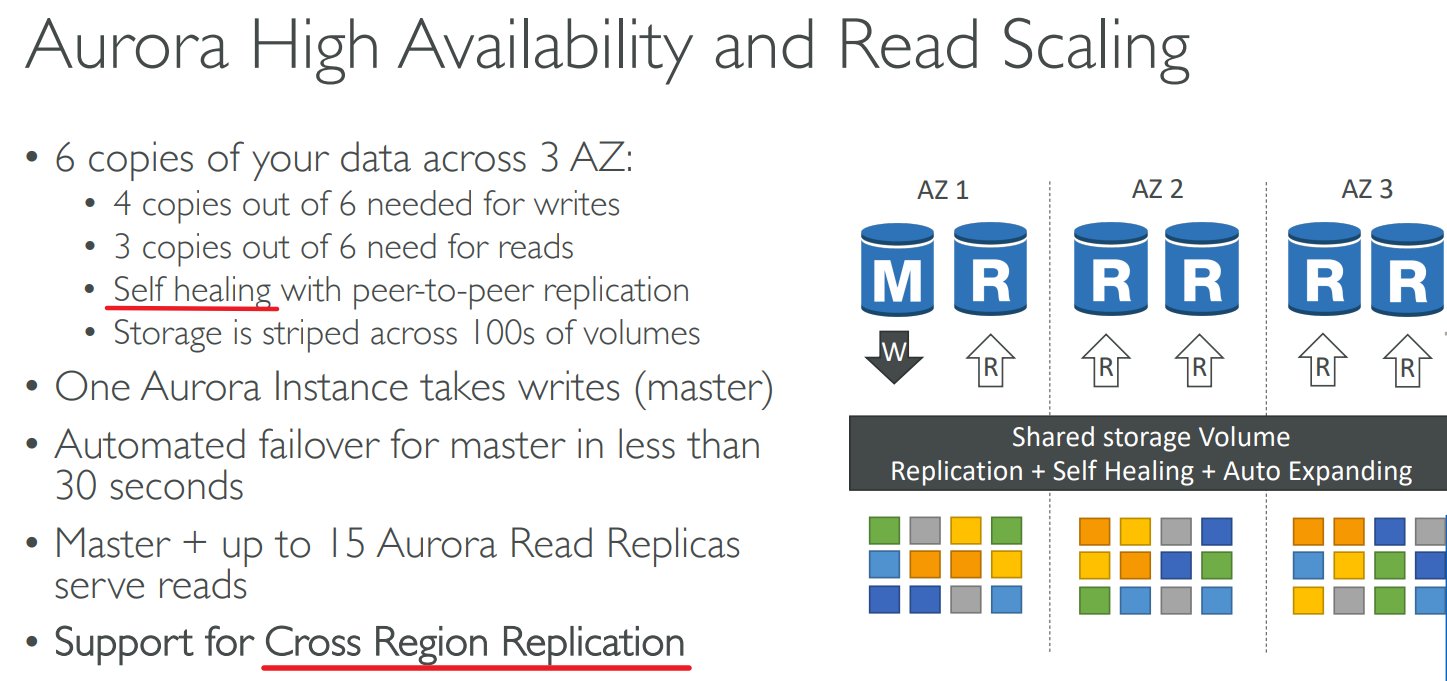 Aurora High Availability and Read Scaling
• 6 copies of your data across 3 AZ:
• 4 copies out of 6 needed for writes
• 3 copies out of 6 need for reads
• Self healing with peer-to-peer replication
• Storage is striped across 100s of volumes
• One Aurora Instance takes writes (master)
• Automated failover for master in less than
30 seconds
• Master + up to 15 Aurora Read Replicas
serve reads
• Support for Cross Region Replication
AZ 1 AZ 2 AZ 3
M R R R R R
W R R R R R
Shared storage Volume
Replication + Self Healing + Auto Expanding